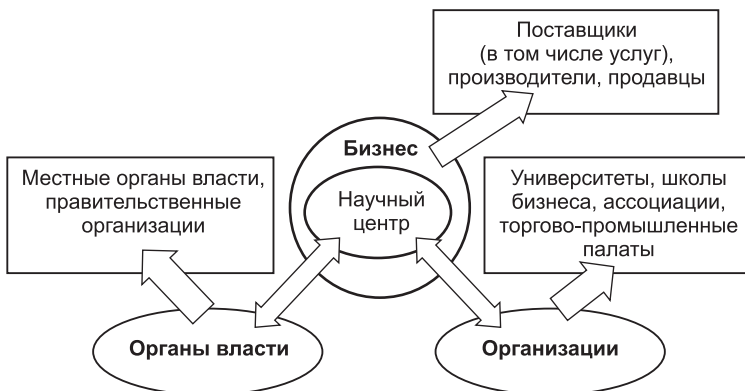 Поставщики
(в том числе услуг),
производители, продавцы
Бизнес
Научный
центр
Местные органы власти,
правительственные
организации
Университеты, школы
бизнеса, ассоциации,
торгово-промышленные
палаты
Органы власти
Организации